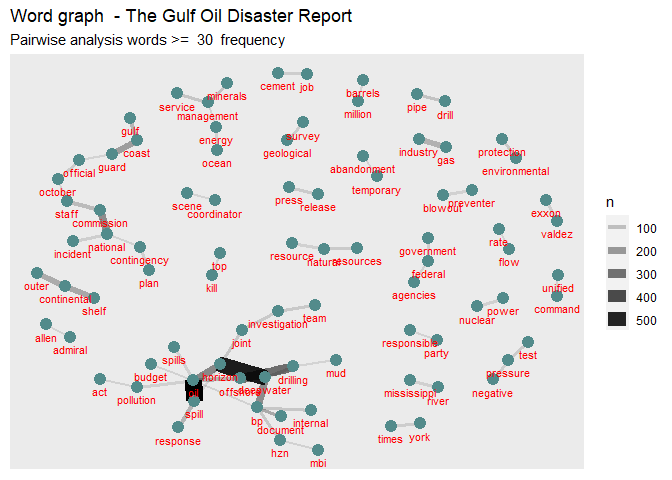 Word graph - The Gulf Oil Disaster Report
Pairwise analysis words >= 30 frequency
cement job
barrels
million
minerals
service
management
pipe drill
gulf
coast
guard
official
october
energy
ocean
survey
geological
abandonment
temporary
industry
gas
protection
environmental
staff
commission
national
incident
contingency
plan
scene
coordinator
press
release
blowout
preventer
exxon
valdez
rate
flow
top
kill
resource
natural
resources
government
federal
agencies
outer
continental
shelf
unified
command
nuclear
power
allen
admiral
joint
investigation
team
responsible
party
test
pressure
negative
spills
budget
act
pollution
oil
horizon
offshore
deepwater
drilling
mud
spill
response
bp
document
internal
hzn
mbi
mississippi
river
times
york
n
100
200
300
400
500